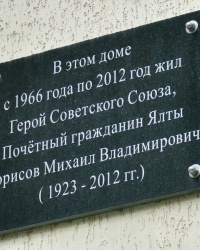 В этом доме
с 1966 года по 2012 год жил
Герой Советского Союза,
Почётный гражданин Ялты
орисов Михаил Владимирович
( 1923 - 2012 гг.)